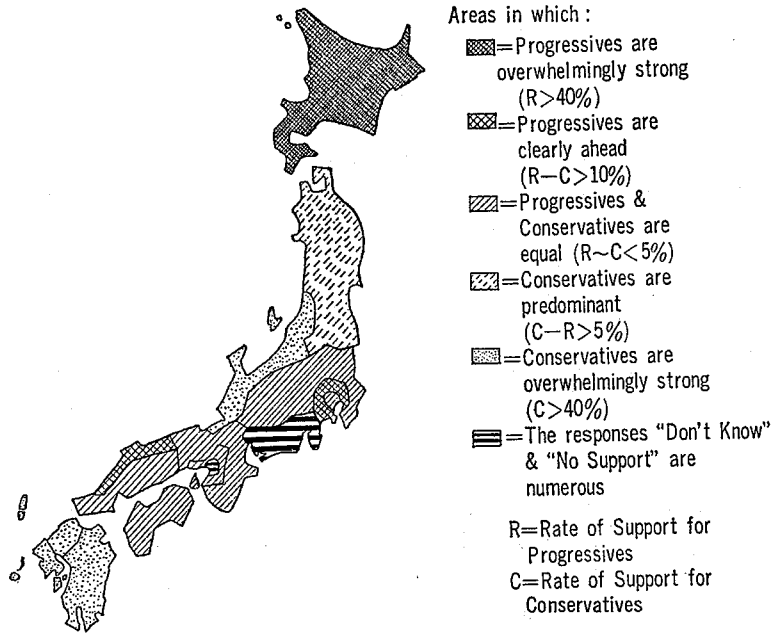 Areas in which :
=Progressives are
overwhelmingly strong
(R>40%)
=Progressives are
clearly ahead
(R−C>10%)
=Progressives &
Conservatives are
equal (R~C<5%)
=Conservatives are
predominant
(C−R>5%)
=Conservatives are
overwhelmingly strong
(C>40%)
=The responses "Don't Know"
& "No Support" are
numerous
R=Rate of Support for
Progressives
C=Rate of Support for
Conservatives